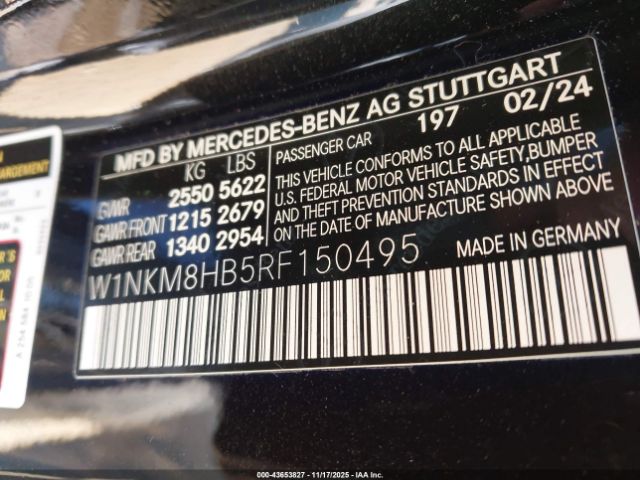 MFD BY MERCEDES-BENZ AG STUTTGART
KG LBS
PASSENGER CAR 197 02/24
GVWR 2550 5622
GAWR FRONT 1215 2679
GAWR REAR 1340 2954
THIS VEHICLE CONFORMS TO ALL APPLICABLE
U.S. FEDERAL MOTOR VEHICLE SAFETY, BUMPER
AND THEFT PREVENTION STANDARDS IN EFFECT
ON THE DATE OF MANUFACTURE SHOWN ABOVE
W1NKM8HB5RF150495
MADE IN GERMANY
00-43653827 - 11/17/2025 - IAA Inc.